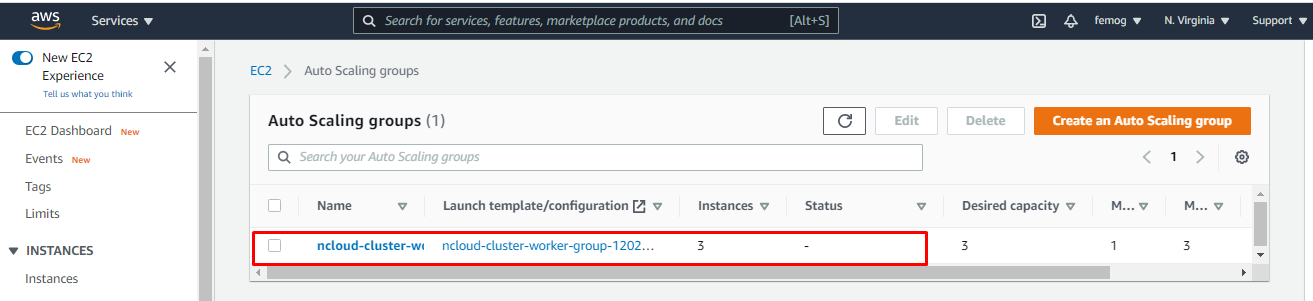 aws Services Search for services, features, marketplace products, and docs [Alt+S] femog N. Virginia Support
New EC2
Experience
Tell us what you think
EC2 Dashboard New
Events New
Tags
Limits
INSTANCES
Instances
EC2 > Auto Scaling groups
Auto Scaling groups (1) Edit Delete Create an Auto Scaling group
Search your Auto Scaling groups 1
Name Launch template/configuration Instances Status Desired capacity M... M...
ncloud-cluster-wo ncloud-cluster-worker-group-1202... 3 - 3 1 3